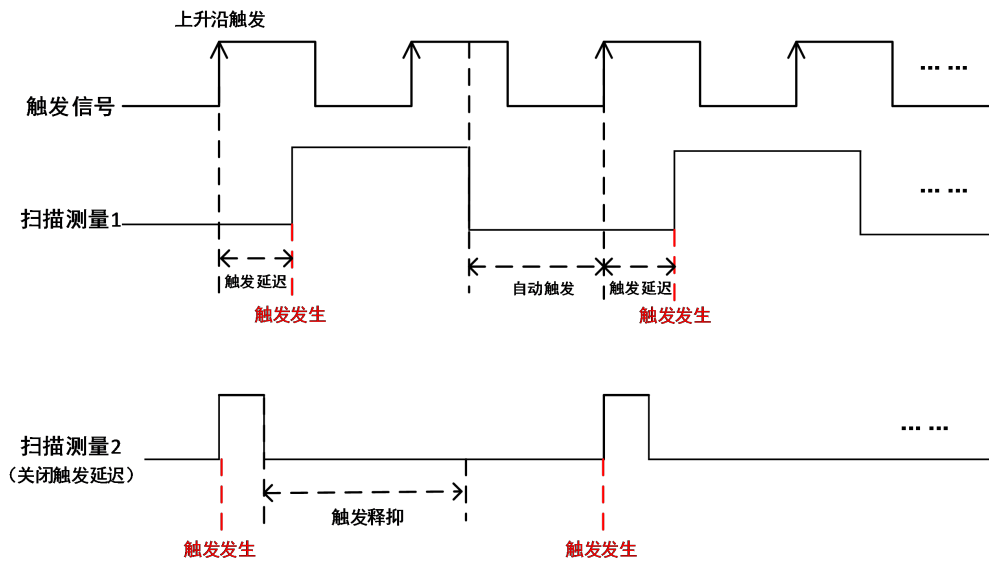 上升沿触发
触发信号
… …
扫描测量1
… …
触发延迟
自动触发
触发延迟
触发发生
触发发生
扫描测量2
（关闭触发延迟）
… …
触发释抑
触发发生
触发发生